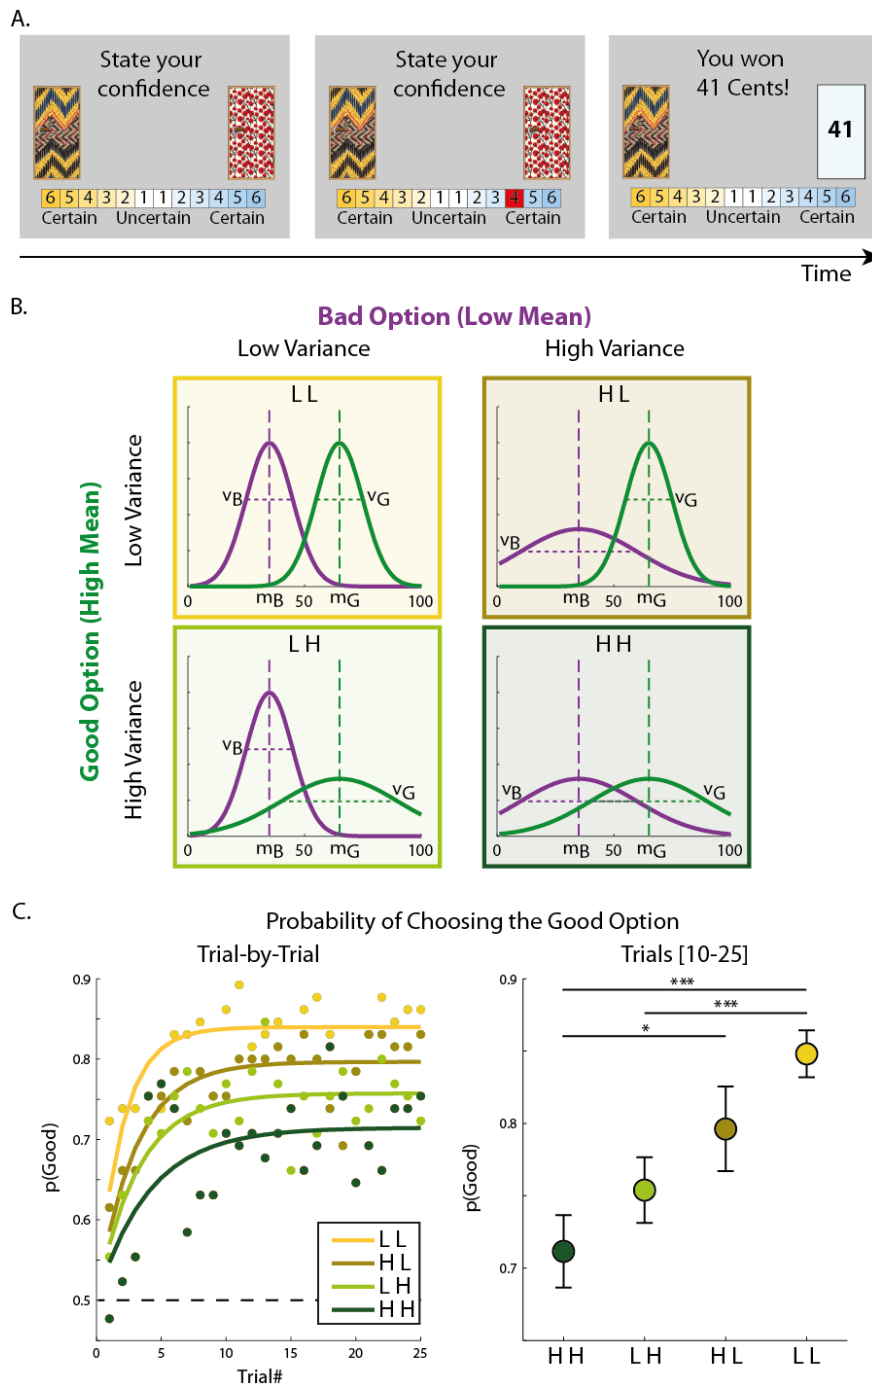 A.
State your
confidence
6 5 4 3 2 1 1 2 3 4 5 6
Certain Uncertain Certain
State your
confidence
6 5 4 3 2 1 1 2 3 4 5 6
Certain Uncertain Certain
You won
41 Cents!
41
6 5 4 3 2 1 1 2 3 4 5 6
Certain Uncertain Certain
Time
B.
Bad Option (Low Mean)
Low Variance
High Variance
Good Option (High Mean)
Low Variance
High Variance
L L
vB vG
0 mB 50 mG 100
H L
vB vG
0 mB 50 mG 100
L H
vB vG
0 mB 50 mG 100
H H
vB vG
0 mB 50 mG 100
C.
Probability of Choosing the Good Option
Trial-by-Trial
p(Good)
0.9
0.8
0.7
0.6
0.5
0 5 10 15 20 25
Trial#
L L
H L
L H
H H
Trials [10-25]
p(Good)
0.9
0.8
0.7
***
***
*
H H L H H L L L